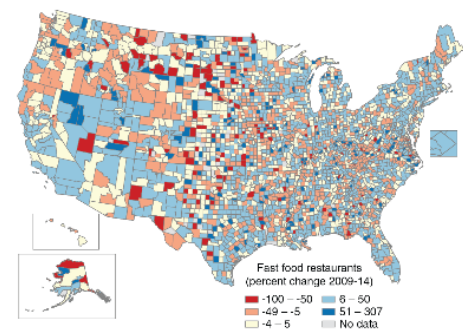 Fast food restaurants
(percent change 2009-14)
-100 – -50
6 – 50
-49 – -5
51 – 307
-4 – 5
No data